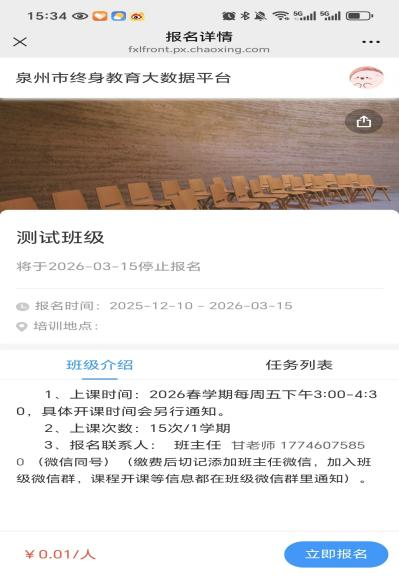 15:34
报名详情
fxlfront.px.chaoxing.com
泉州市终身教育大数据平台
测试班级
将于2026-03-15停止报名
报名时间：2025-12-10 - 2026-03-15
培训地点：
班级介绍
任务列表
1、上课时间：2026春学期每周五下午3:00-4:3
0，具体开课时间会另行通知。
2、上课次数：15次/1学期
3、报名联系人： 班主任 甘老师 1774607585
0 （微信同号）（缴费后切记添加班主任微信，加入班
级微信群，课程开课等信息都在班级微信群里通知）。
￥0.01/人
立即报名